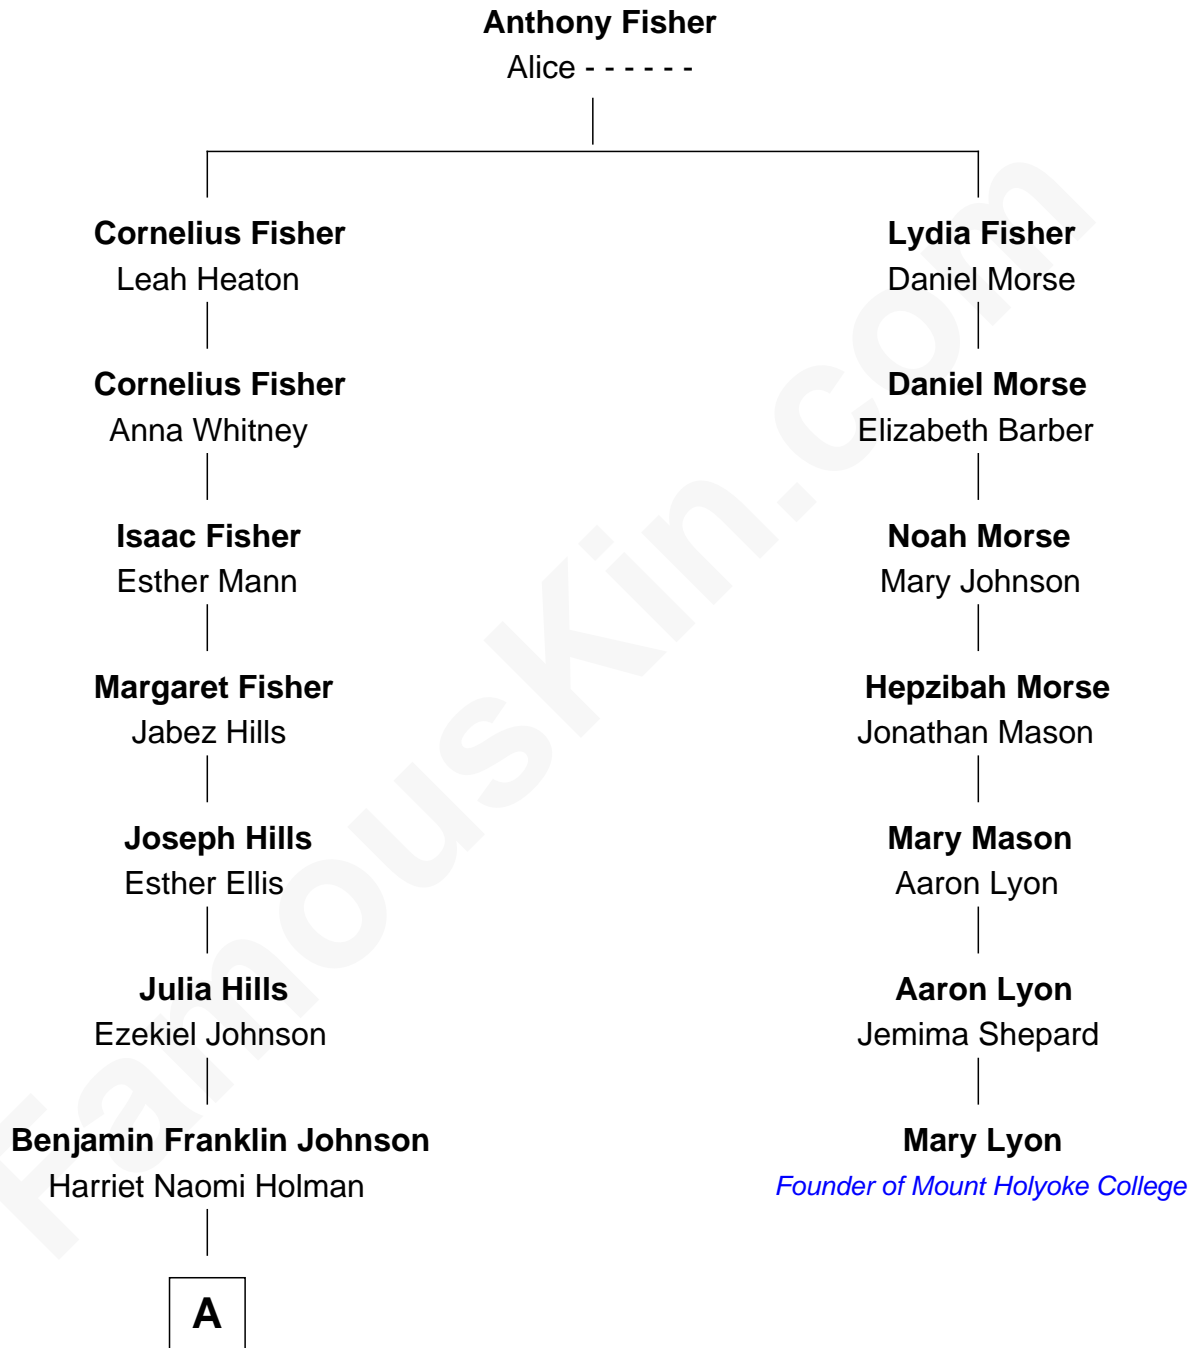 Anthony Fisher
Alice - - - - - -
Cornelius Fisher
Leah Heaton
Lydia Fisher
Daniel Morse
Cornelius Fisher
Anna Whitney
Daniel Morse
Elizabeth Barber
Isaac Fisher
Esther Mann
Noah Morse
Mary Johnson
Margaret Fisher
Jabez Hills
Hepzibah Morse
Jonathan Mason
Joseph Hills
Esther Ellis
Mary Mason
Aaron Lyon
Julia Hills
Ezekiel Johnson
Aaron Lyon
Jemima Shepard
Benjamin Franklin Johnson
Harriet Naomi Holman
Mary Lyon
Founder of Mount Holyoke College
A
FamousKin.com